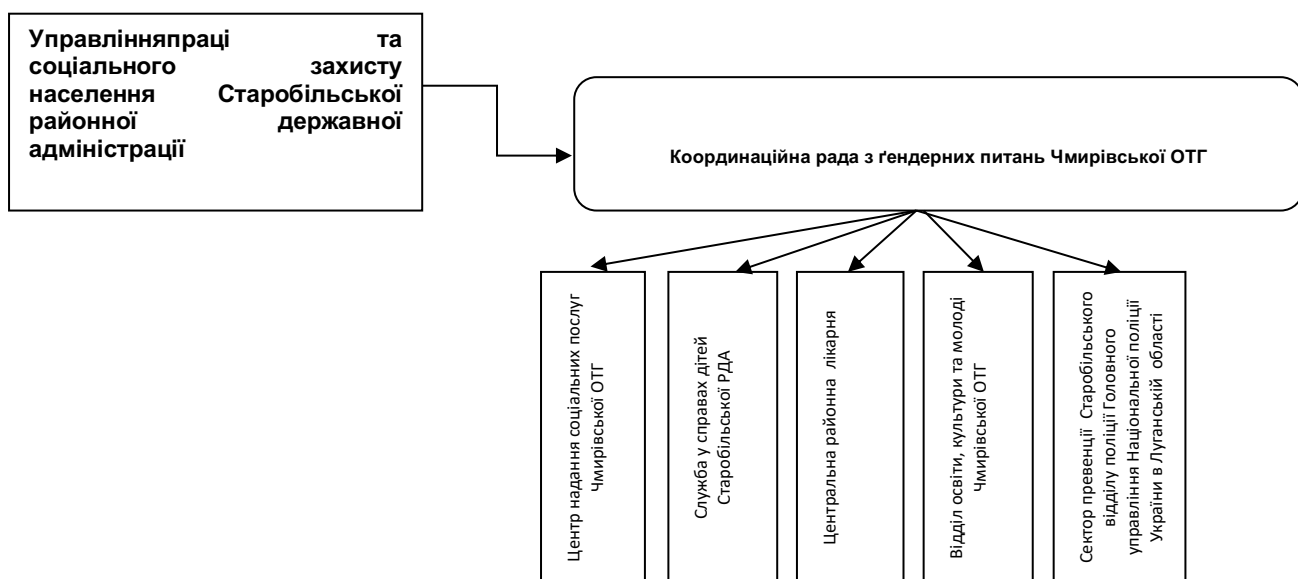 Управлінняпраці та
соціального захисту
населення Старобільської
районної державної
адміністрації
Координаційна рада з ґендерних питань Чмирівської ОТГ
Центр надання соціальних послуг
Чмирівської ОТГ
Служба у справах дітей
Старобільської РДА
Центральна районна лікарня
Відділ освіти, культури та молоді
Чмирівської ОТГ
Сектор превенції Старобільського
відділу поліції Головного
управління Національної поліції
України в Луганській області